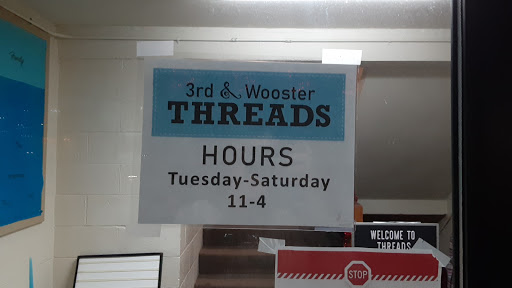 3rd & Wooster
THREADS
HOURS
Tuesday-Saturday
11-4
WELCOME TO
THREADS
STOP